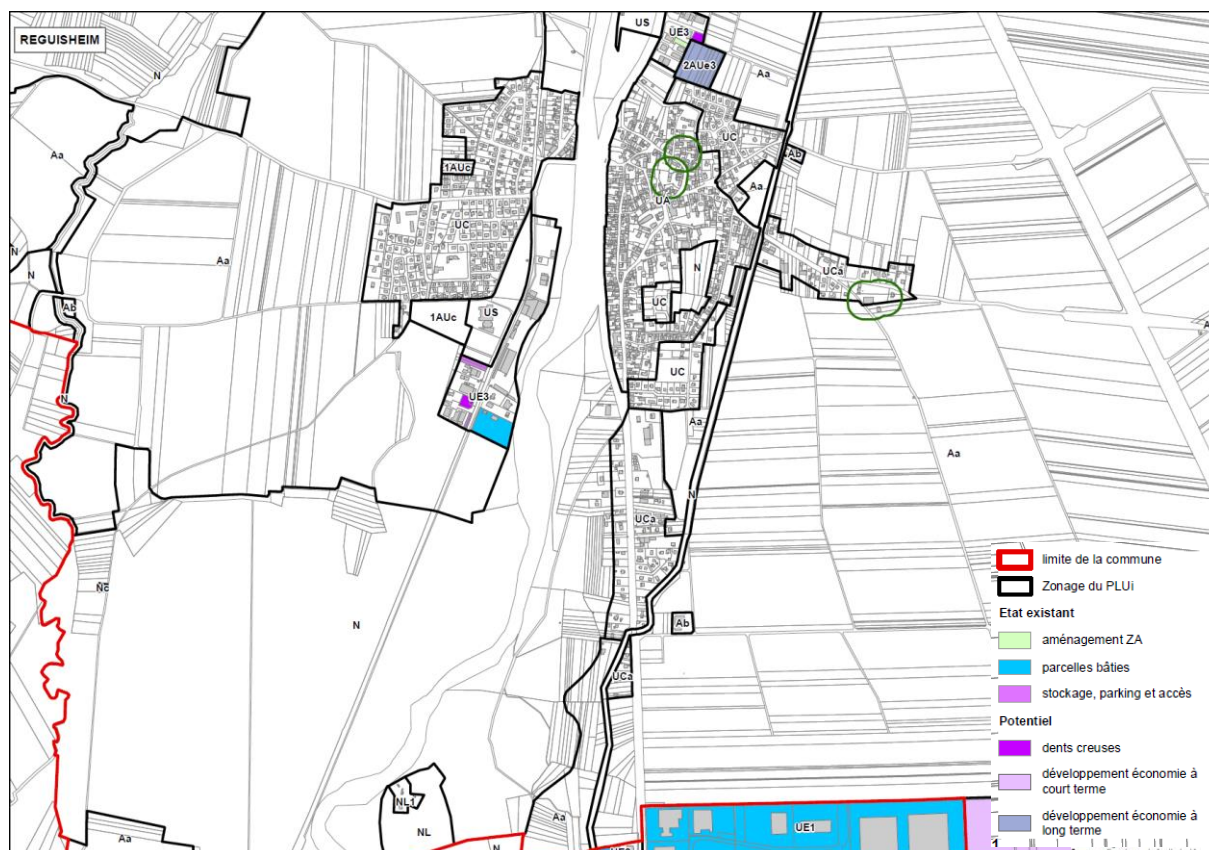 REGUISHEIM
US
UE3
N
2AUe3
Aa
UC
Aa
Ab
1AUc
Aa
UA
UC
Aa
N
N
N
UCa
Ab
UC
1AUc
US
UC
UE3
N
Aa
Aa
N
UCa
Nc
N
Ab
UCa
NL1
NL
Aa
Aa
N
N
UE1
limite de la commune
Zonage du PLUi
Etat existant
aménagement ZA
parcelles bâties
stockage, parking et accès
Potentiel
dents creuses
développement économie à
court terme
développement économie à
long terme